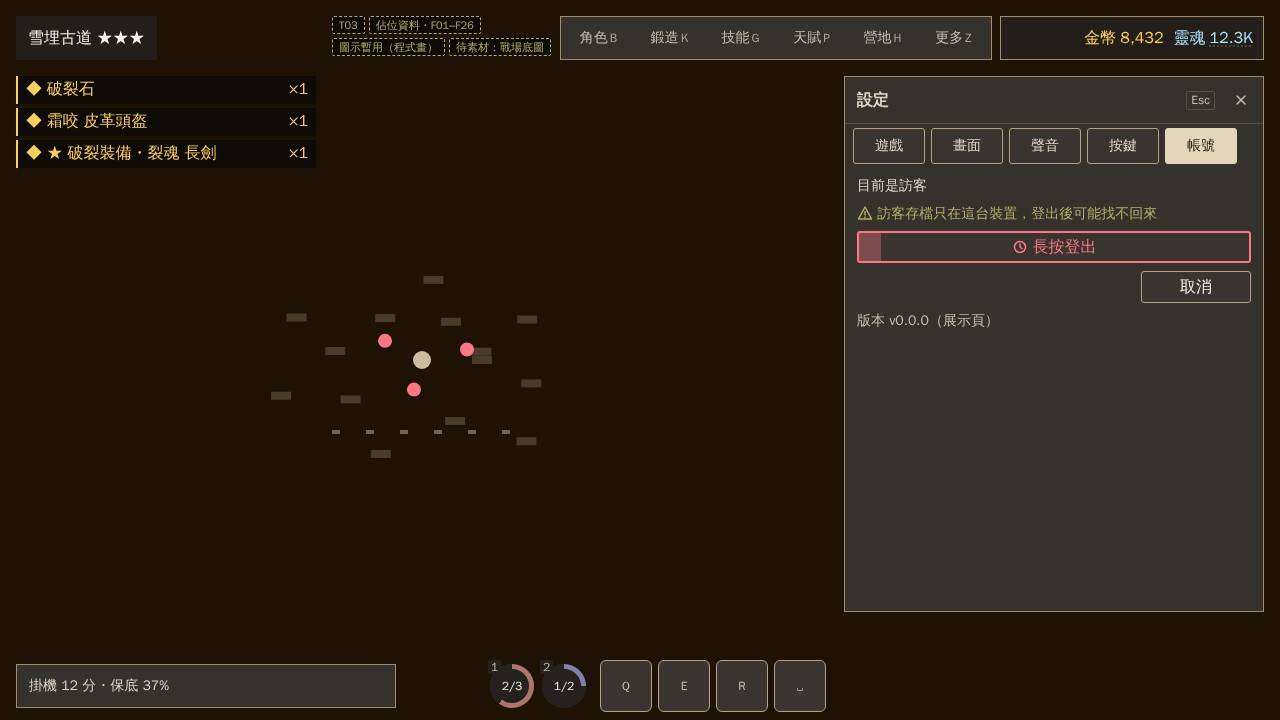 雪埋古道 ★★★
T03 佔位資料・F01–F26
圖示暫用（程式畫） 待素材：戰場底圖
角色B 鍛造K 技能G 天賦P 營地H 更多Z
金幣 8,432 靈魂 12.3K
◆ 破裂石 ×1
◆ 霜咬 皮革頭盔 ×1
◆ ★ 破裂裝備・裂魂 長劍 ×1
設定 Esc ×
遊戲 畫面 聲音 按鍵 帳號
目前是訪客
訪客存檔只在這台裝置，登出後可能找不回來
長按登出
取消
版本 v0.0.0（展示頁）
掛機 12 分・保底 37%
1 2/3 2 1/2 Q E R ⎵